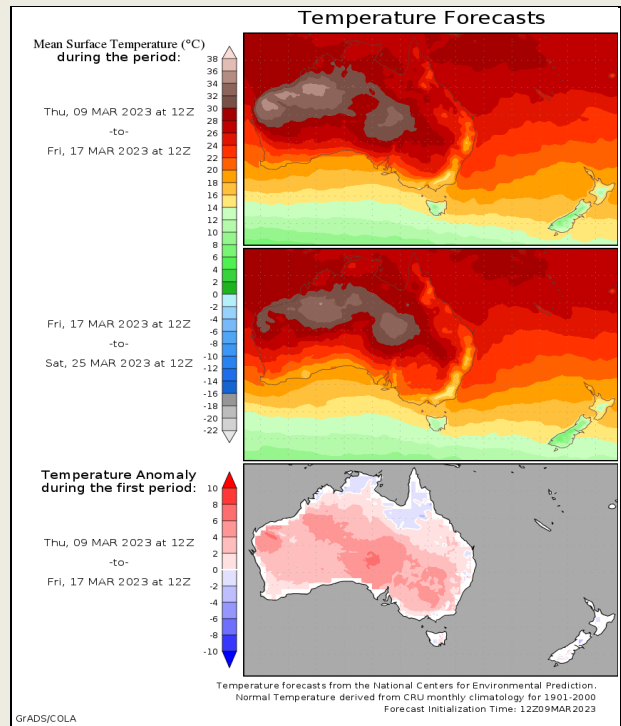 Temperature Forecasts
Mean Surface Temperature (°C)
during the period:
Thu, 09 MAR 2023 at 12Z
-to-
Fri, 17 MAR 2023 at 12Z
38
36
34
32
30
28
26
24
22
20
18
16
14
12
10
8
6
4
2
0
-2
-4
-6
-8
-10
-12
-14
-16
-18
-20
-22
Fri, 17 MAR 2023 at 12Z
-to-
Sat, 25 MAR 2023 at 12Z
Temperature Anomaly
during the first period:
Thu, 09 MAR 2023 at 12Z
-to-
Fri, 17 MAR 2023 at 12Z
10
8
6
4
2
0
-2
-4
-6
-8
-10
Temperature forecasts from the National Centers for Environmental Prediction.
Normal Temperature derived from CRU monthly climatology for 1901-2000
Forecast Initialization Time: 12Z09MAR2023
GrADS/COLA